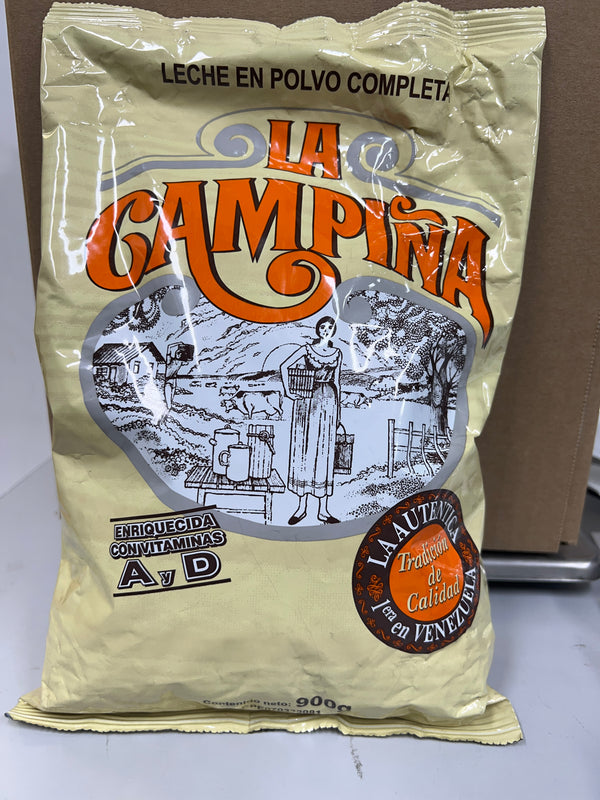 LECHE EN POLVO COMPLETA
LA
CAMPIÑA
ENRIQUECIDA
CON VITAMINAS
A y D
LA AUTÉNTICA
Tradición
de
Calidad
1era en VENEZUELA
Contenido neto: 900g